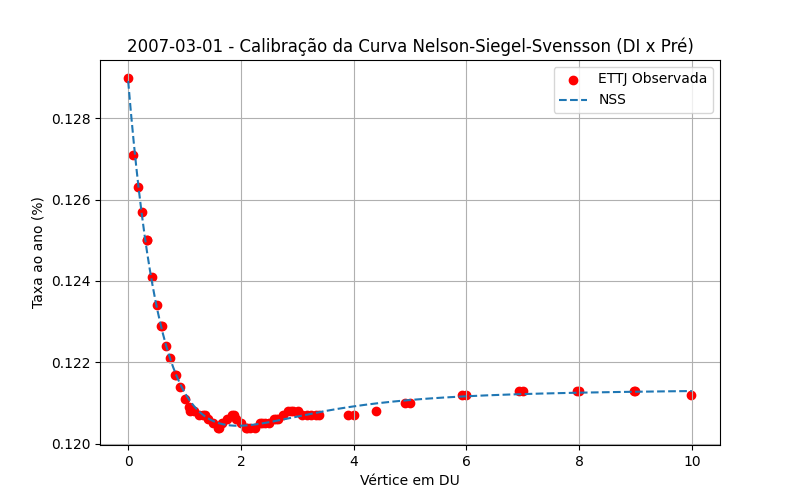 2007-03-01 - Calibração da Curva Nelson-Siegel-Svensson (DI x Pré)
ETTJ Observada
NSS
Taxa ao ano (%)
0.128
0.126
0.124
0.122
0.120
0 2 4 6 8 10
Vértice em DU